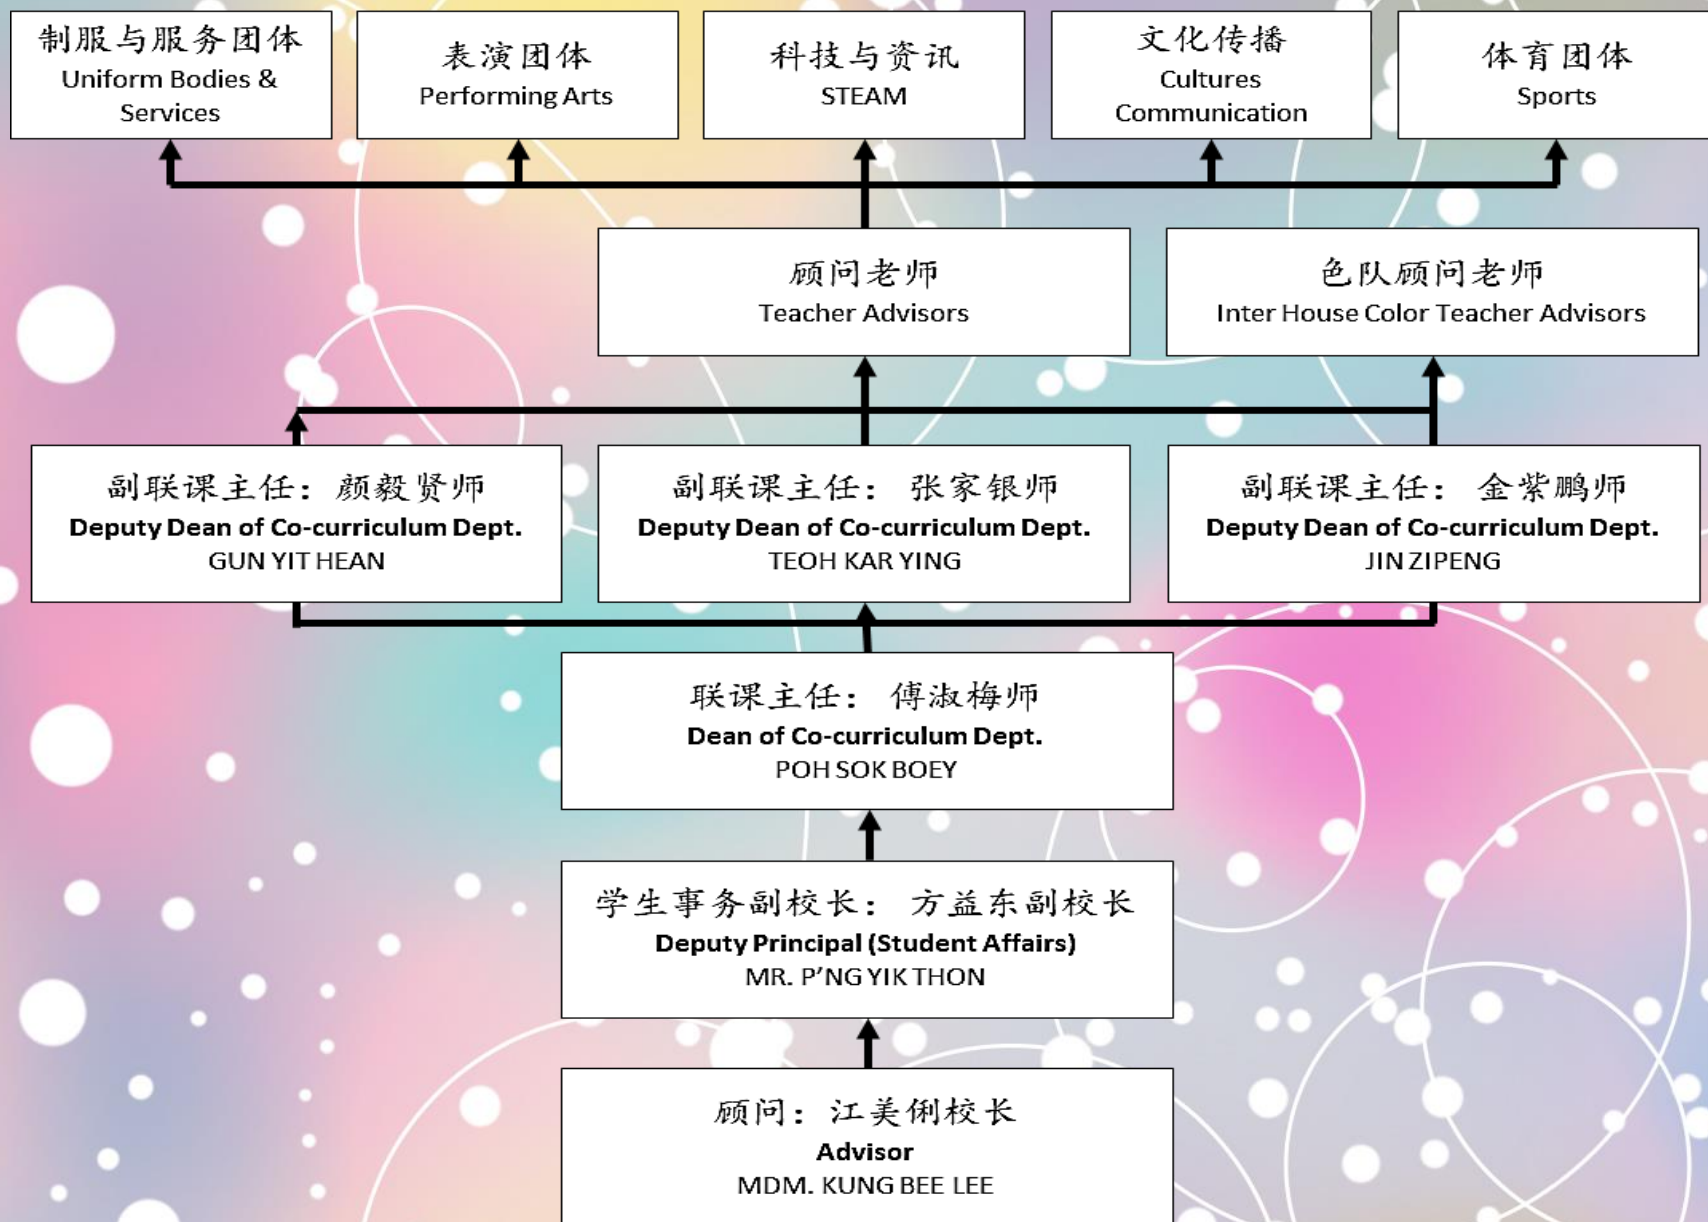 制服与服务团体
Uniform Bodies &
Services
表演团体
Performing Arts
科技与资讯
STEAM
文化传播
Cultures
Communication
体育团体
Sports
顾问老师
Teacher Advisors
色队顾问老师
Inter House Color Teacher Advisors
副联课主任：颜毅贤师
Deputy Dean of Co-curriculum Dept.
GUN YIT HEAN
副联课主任： 张家银师
Deputy Dean of Co-curriculum Dept.
TEOH KAR YING
副联课主任： 金紫鹏师
Deputy Dean of Co-curriculum Dept.
JIN ZIPENG
联课主任： 傅淑梅师
Dean of Co-curriculum Dept.
POH SOK BOEY
学生事务副校长： 方益东副校长
Deputy Principal (Student Affairs)
MR. P’NG YIK THON
顾问：江美俐校长
Advisor
MDM. KUNG BEE LEE